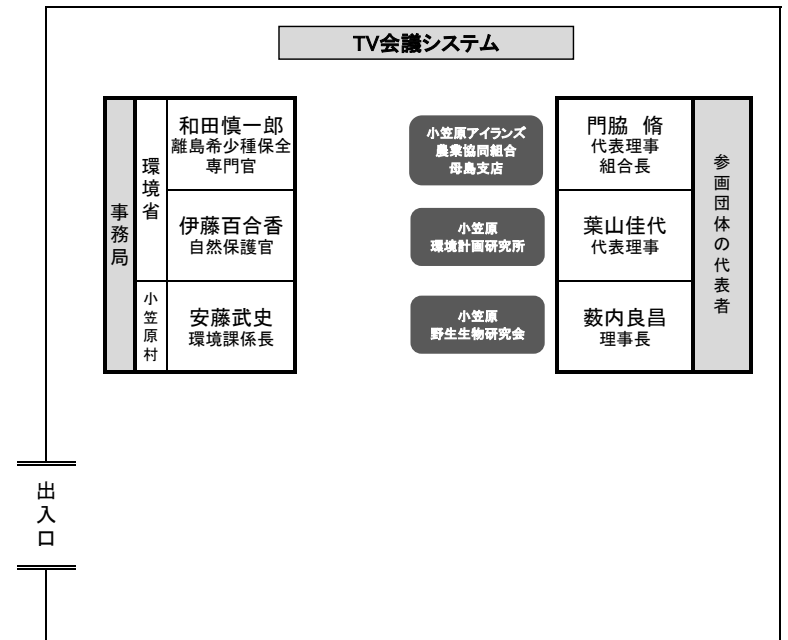 TV会議システム
事務局
環境省
和田慎一郎
離島希少種保全
専門官
伊藤百合香
自然保護官
小笠原村
安藤武史
環境課係長
小笠原アイランズ
農業協同組合
母島支店
門脇 脩
代表理事
組合長
小笠原
環境計画研究所
葉山佳代
代表理事
小笠原
野生生物研究会
薮内良昌
理事長
参画団体の代表者
出入口